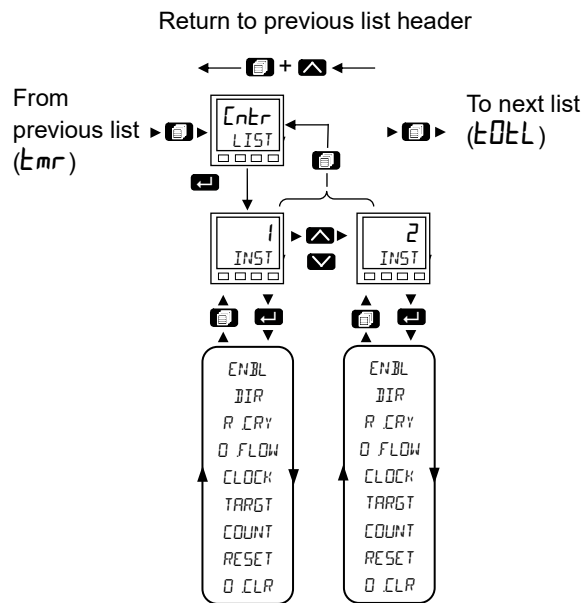 Return to previous list header
+
From
previous list
(tmr)
Cntr
LIST
To next list
(tOtL)
1
INST
2
INST
ENBL
DIR
R.CRY
O.FLOW
CLOCK
TARGT
COUNT
RESET
O.CLR
ENBL
DIR
R.CRY
O.FLOW
CLOCK
TARGT
COUNT
RESET
O.CLR